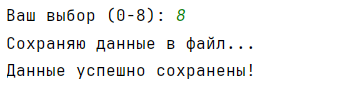 Ваш выбор (0-8): 8
Сохраняю данные в файл...
Данные успешно сохранены!